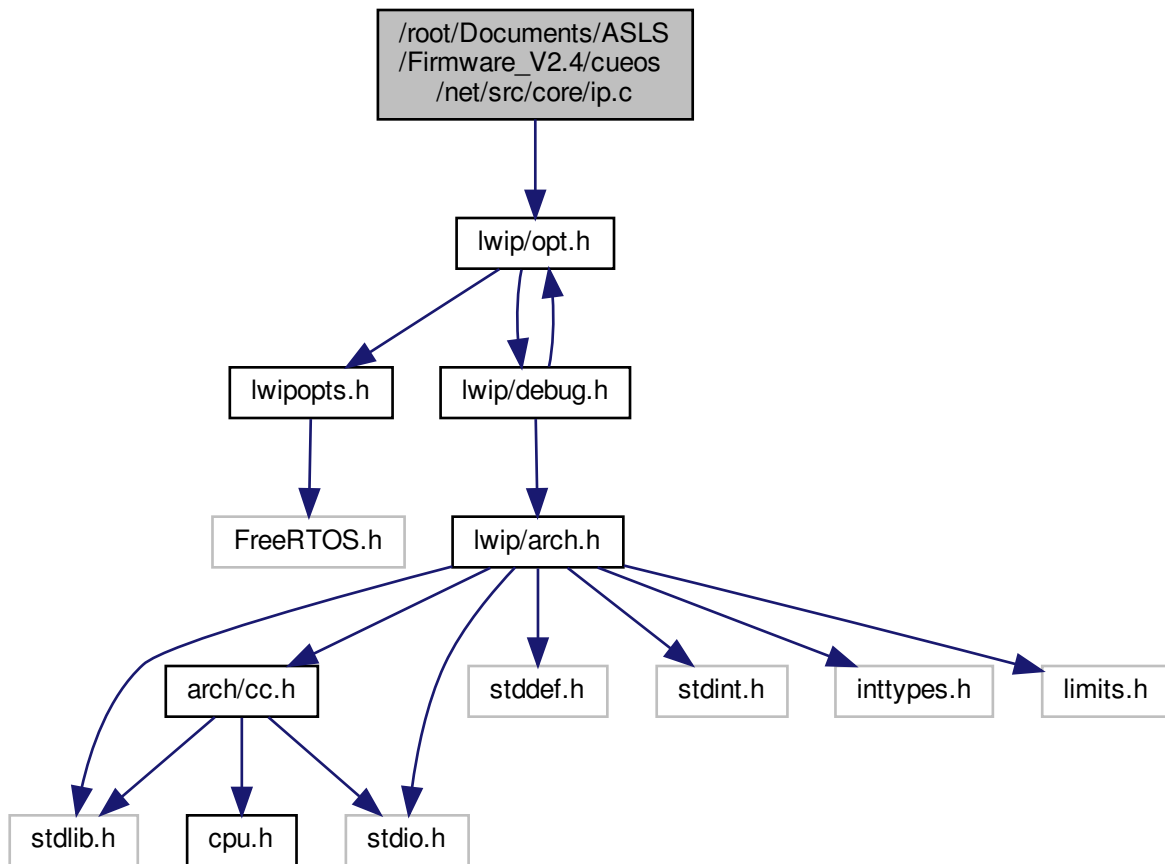 /root/Documents/ASLS
/Firmware_V2.4/cueos
/net/src/core/ip.c
lwip/opt.h
lwipopts.h
lwip/debug.h
FreeRTOS.h
lwip/arch.h
arch/cc.h
stddef.h
stdint.h
inttypes.h
limits.h
stdlib.h
cpu.h
stdio.h